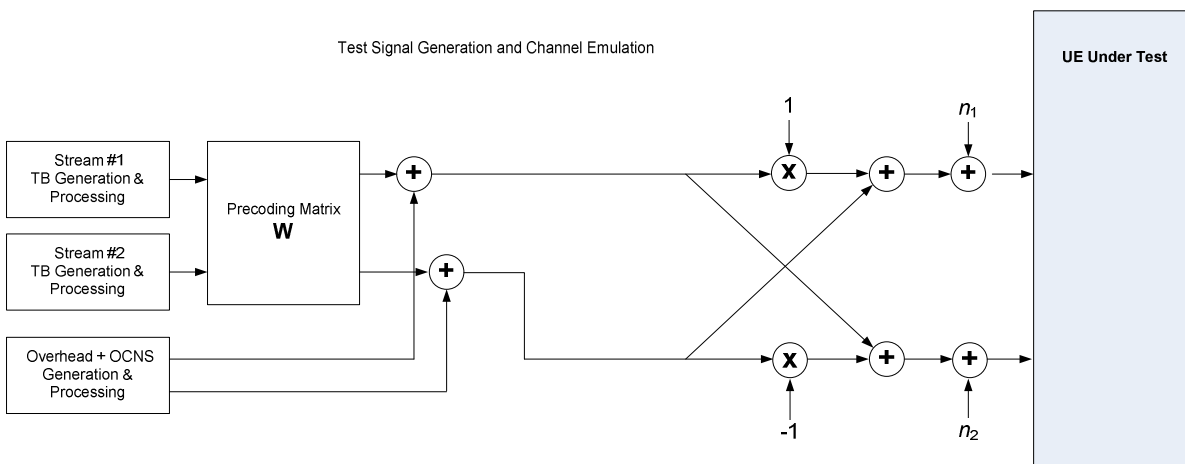 Test Signal Generation and Channel Emulation
UE Under Test
1
n1
Stream #1
TB Generation &
Processing
+
x
+
+
Precoding Matrix
W
Stream #2
TB Generation &
Processing
+
Overhead + OCNS
Generation &
Processing
x
+
+
-1
n2